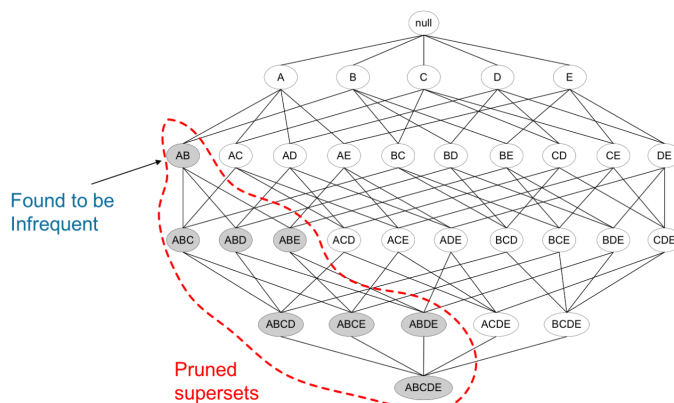 null
A B C D E
AB AC AD AE BC BD BE CD CE DE
Found to be
Infrequent
ABC ABD ABE ACD ACE ADE BCD BCE BDE CDE
ABCD ABCE ABDE ACDE BCDE
Pruned
supersets
ABCDE